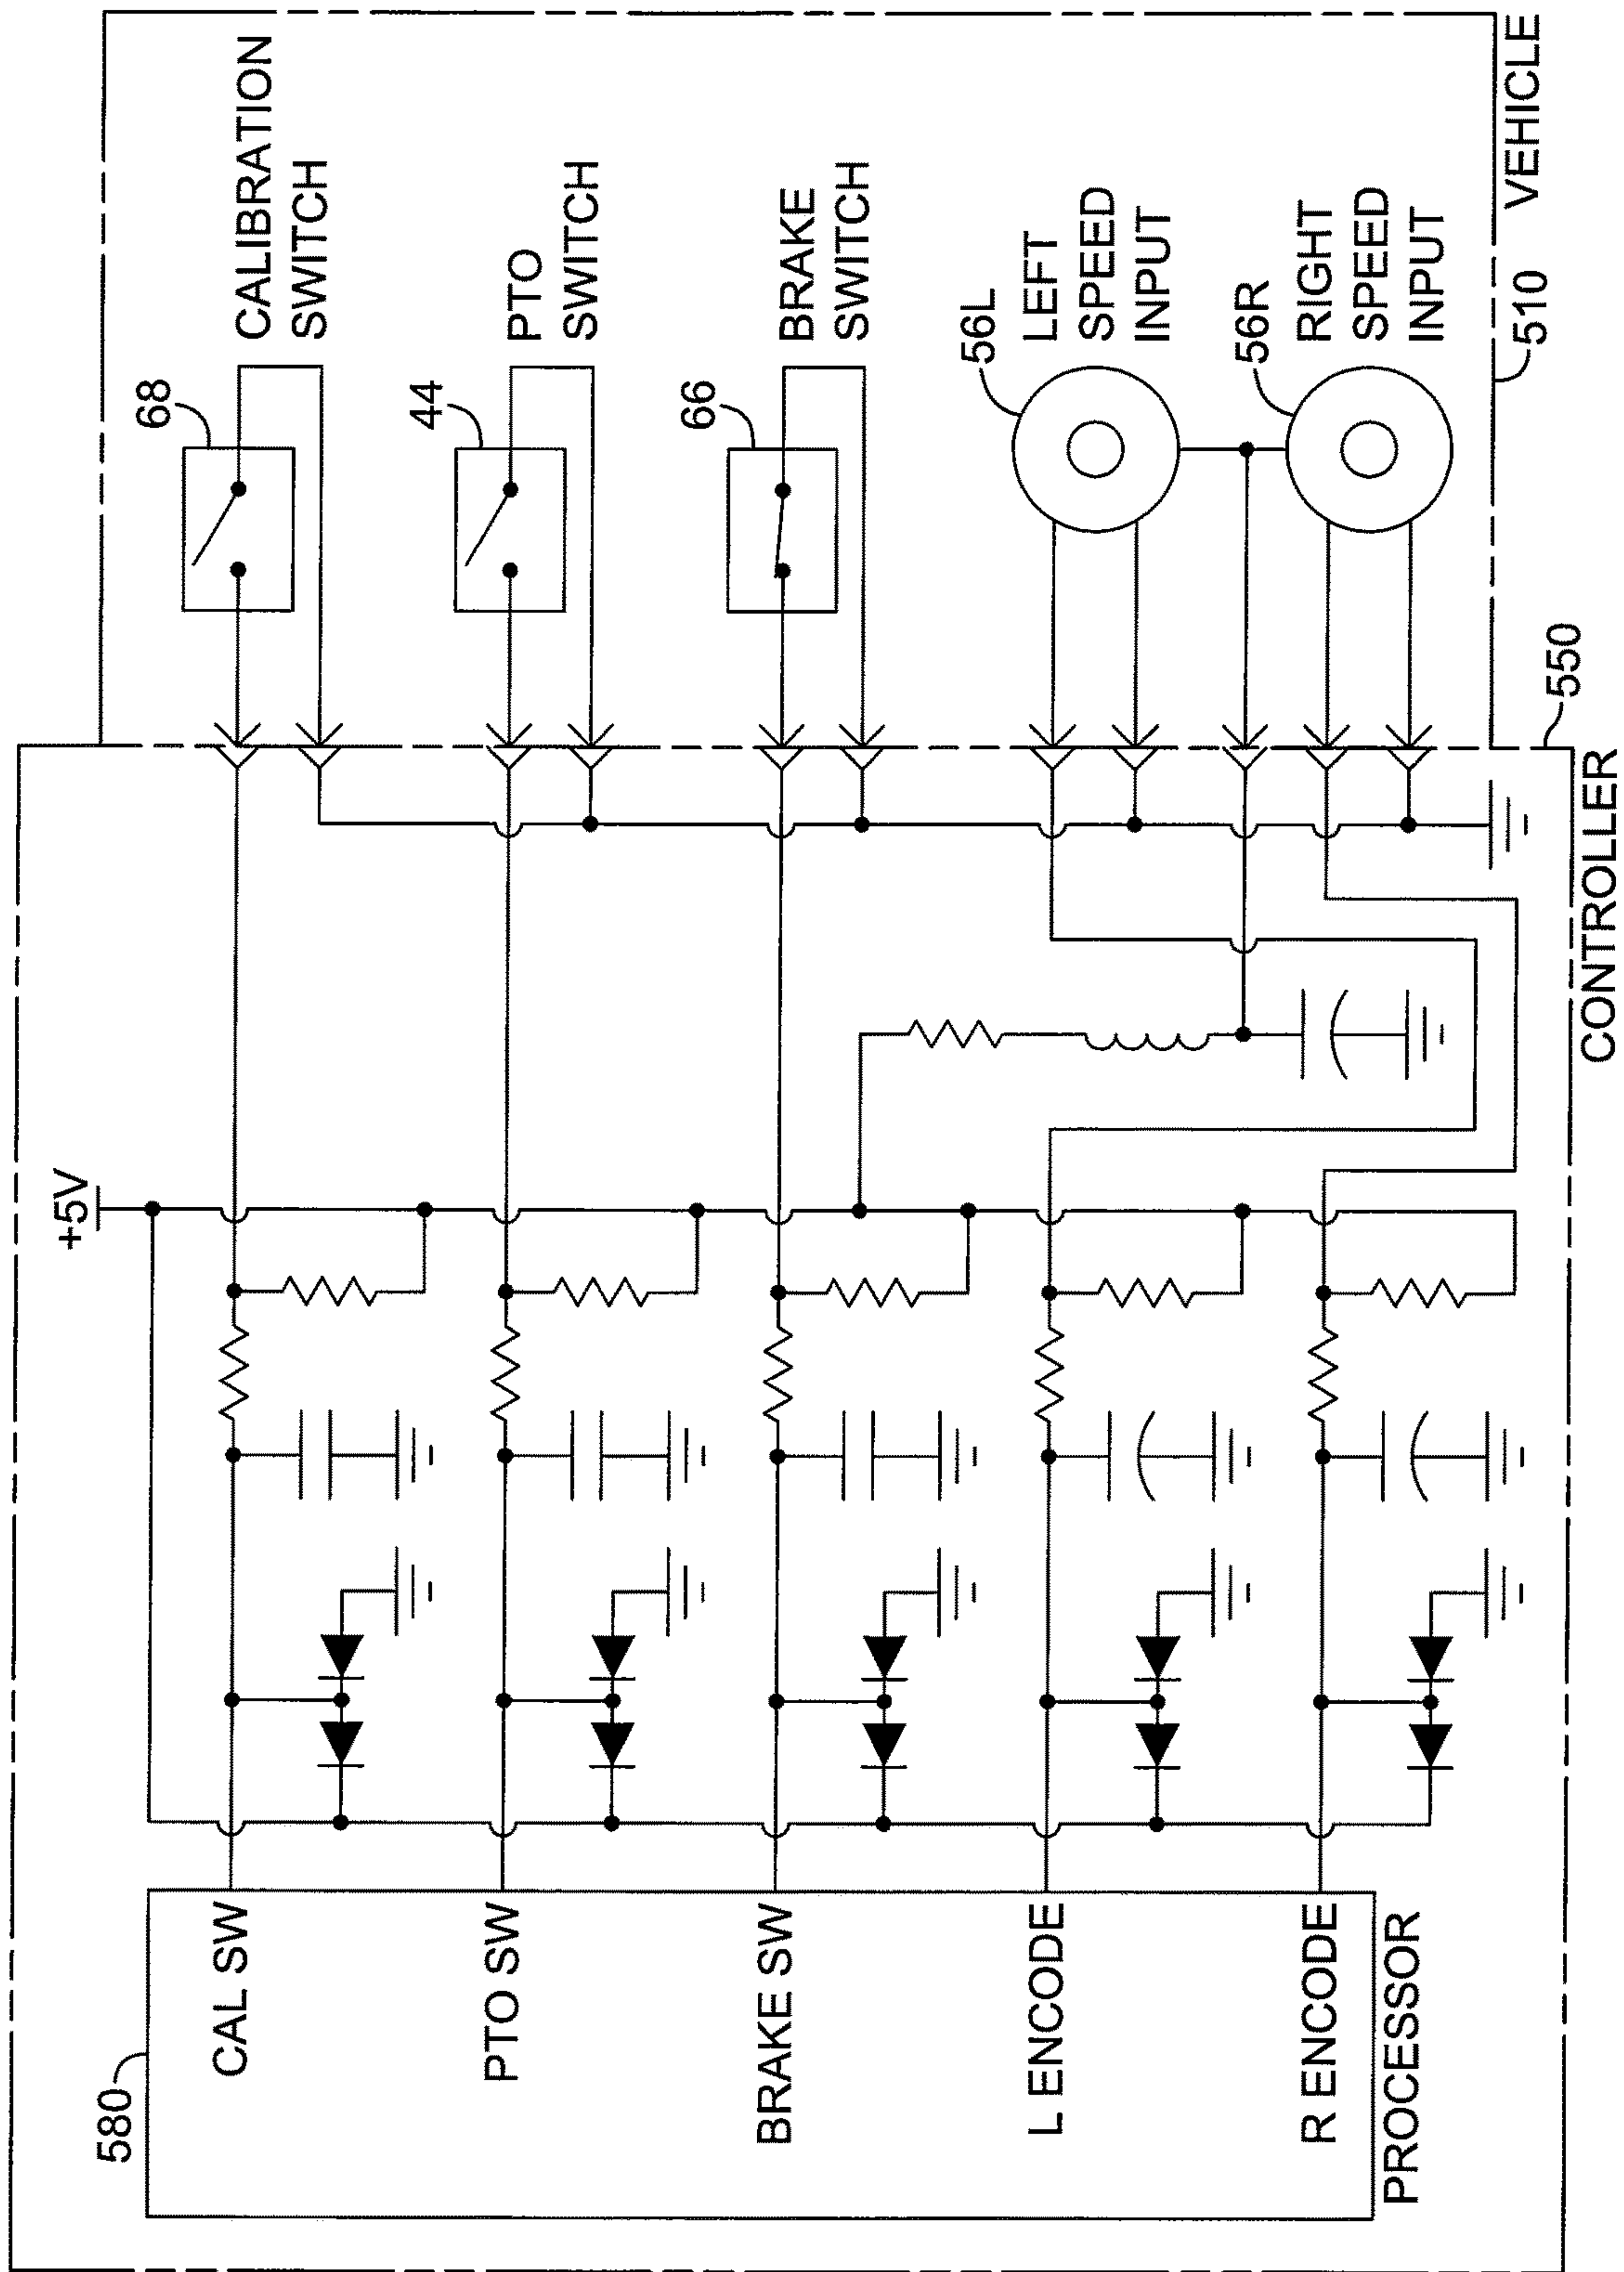 580
CAL SW
PTO SW
BRAKE SW
L ENCODE
R ENCODE
PROCESSOR
+5V
CONTROLLER
550
68
CALIBRATION
SWITCH
44
PTO
SWITCH
66
BRAKE
SWITCH
56L
LEFT
SPEED
INPUT
56R
RIGHT
SPEED
INPUT
510
VEHICLE